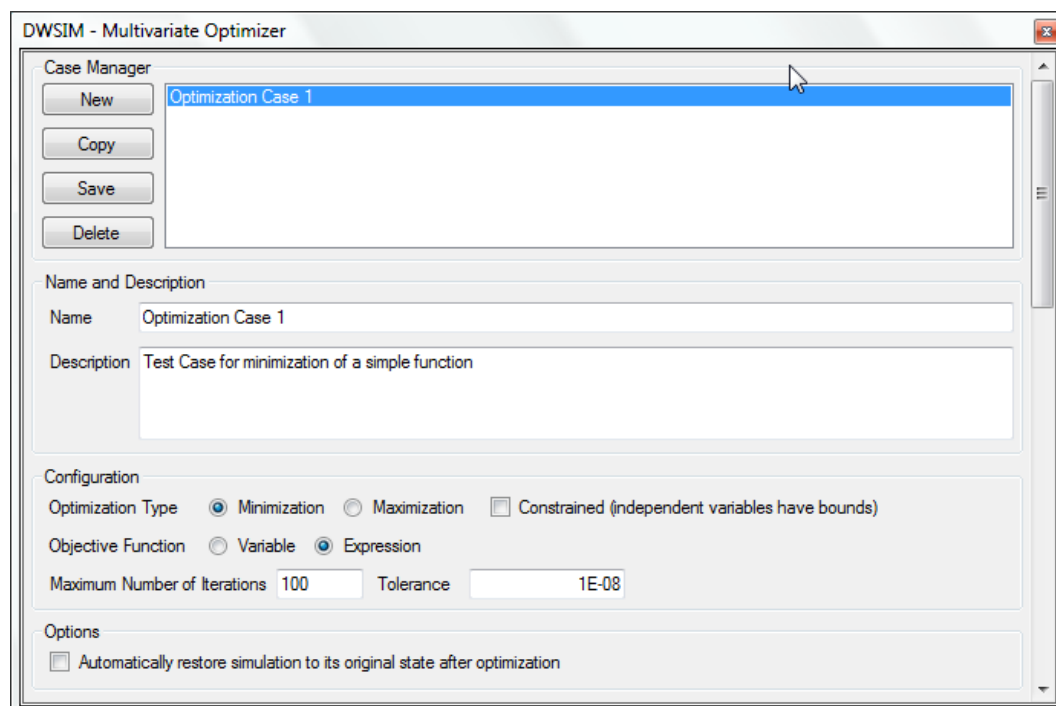 DWSIM - Multivariate Optimizer
Case Manager
New
Optimization Case 1
Copy
Save
Delete
Name and Description
Name Optimization Case 1
Description Test Case for minimization of a simple function
Configuration
Optimization Type Minimization Maximization Constrained (independent variables have bounds)
Objective Function Variable Expression
Maximum Number of Iterations 100 Tolerance 1E-08
Options
Automatically restore simulation to its original state after optimization